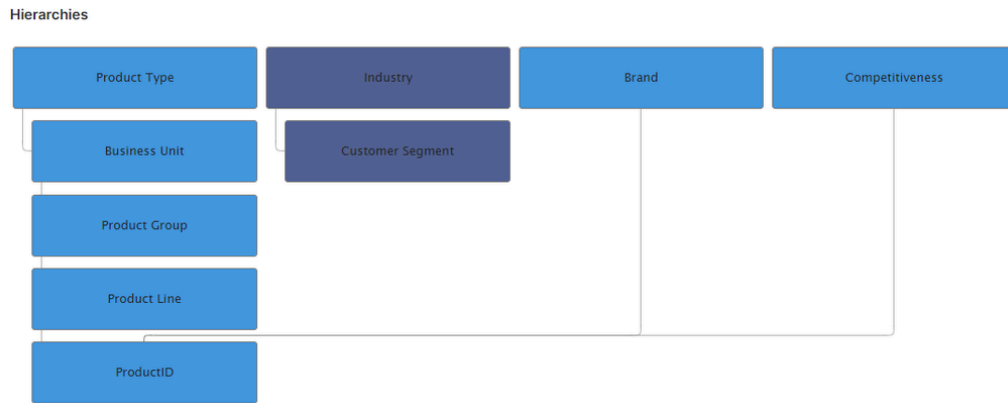 Hierarchies
Product Type
Industry
Brand
Competitiveness
Business Unit
Customer Segment
Product Group
Product Line
ProductID